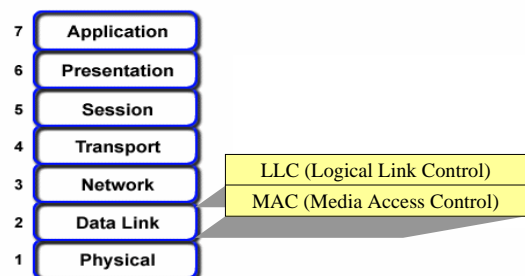 7 Application
6 Presentation
5 Session
4 Transport
3 Network
2 Data Link
1 Physical
LLC (Logical Link Control)
MAC (Media Access Control)